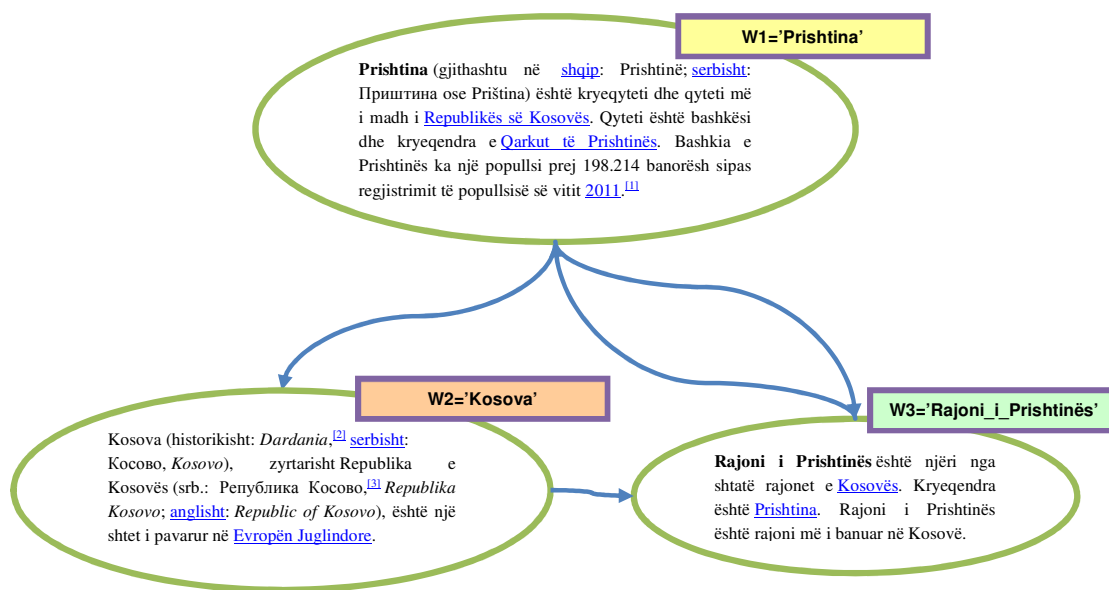 W1=’Prishtina’
Prishtina (gjithashtu në shqip: Prishtinë; serbisht:
Приштина ose Priština) është kryeqyteti dhe qyteti më
i madh i Republikës së Kosovës. Qyteti është bashkësi
dhe kryeqendra e Qarkut të Prishtinës. Bashkia e
Prishtinës ka një popullsi prej 198.214 banorësh sipas
regjistrimit të popullsisë së vitit 2011.[1]
W2=’Kosova’
Kosova (historikisht: Dardania,[2] serbisht:
Косово, Kosovo), zyrtarisht Republika e
Kosovës (srb.: Република Косово,[3] Republika
Kosovo; anglisht: Republic of Kosovo), është një
shtet i pavarur në Evropën Juglindore.
W3=’Rajoni_i_Prishtinës’
Rajoni i Prishtinës është njëri nga
shtatë rajonet e Kosovës. Kryeqendra
është Prishtina. Rajoni i Prishtinës
është rajoni më i banuar në Kosovë.